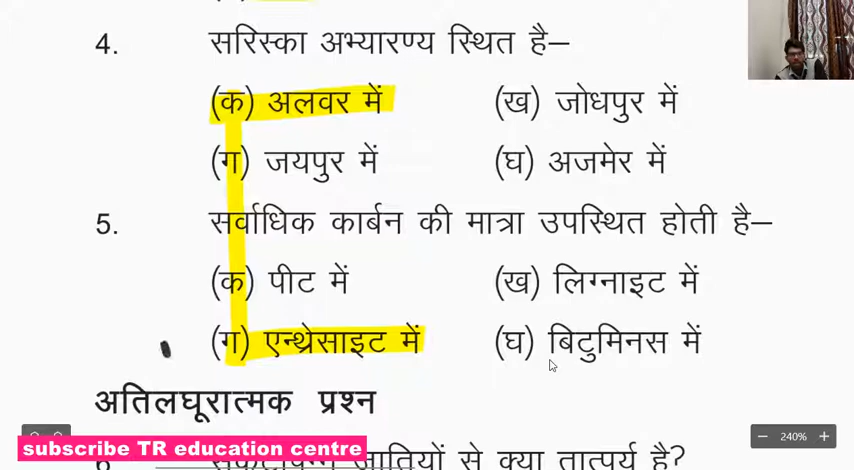 4. सरिस्का अभ्यारण्य स्थित है–
(क) अलवर में (ख) जोधपुर में
(ग) जयपुर में (घ) अजमेर में
5. सर्वाधिक कार्बन की मात्रा उपस्थित होती है–
(क) पीट में (ख) लिग्नाइट में
(ग) एन्थ्रेसाइट में (घ) बिटुमिनस में
अतिलघूरात्मक प्रश्न
240%
subscribe TR education centre
जातियों से क्या तात्पर्य है?